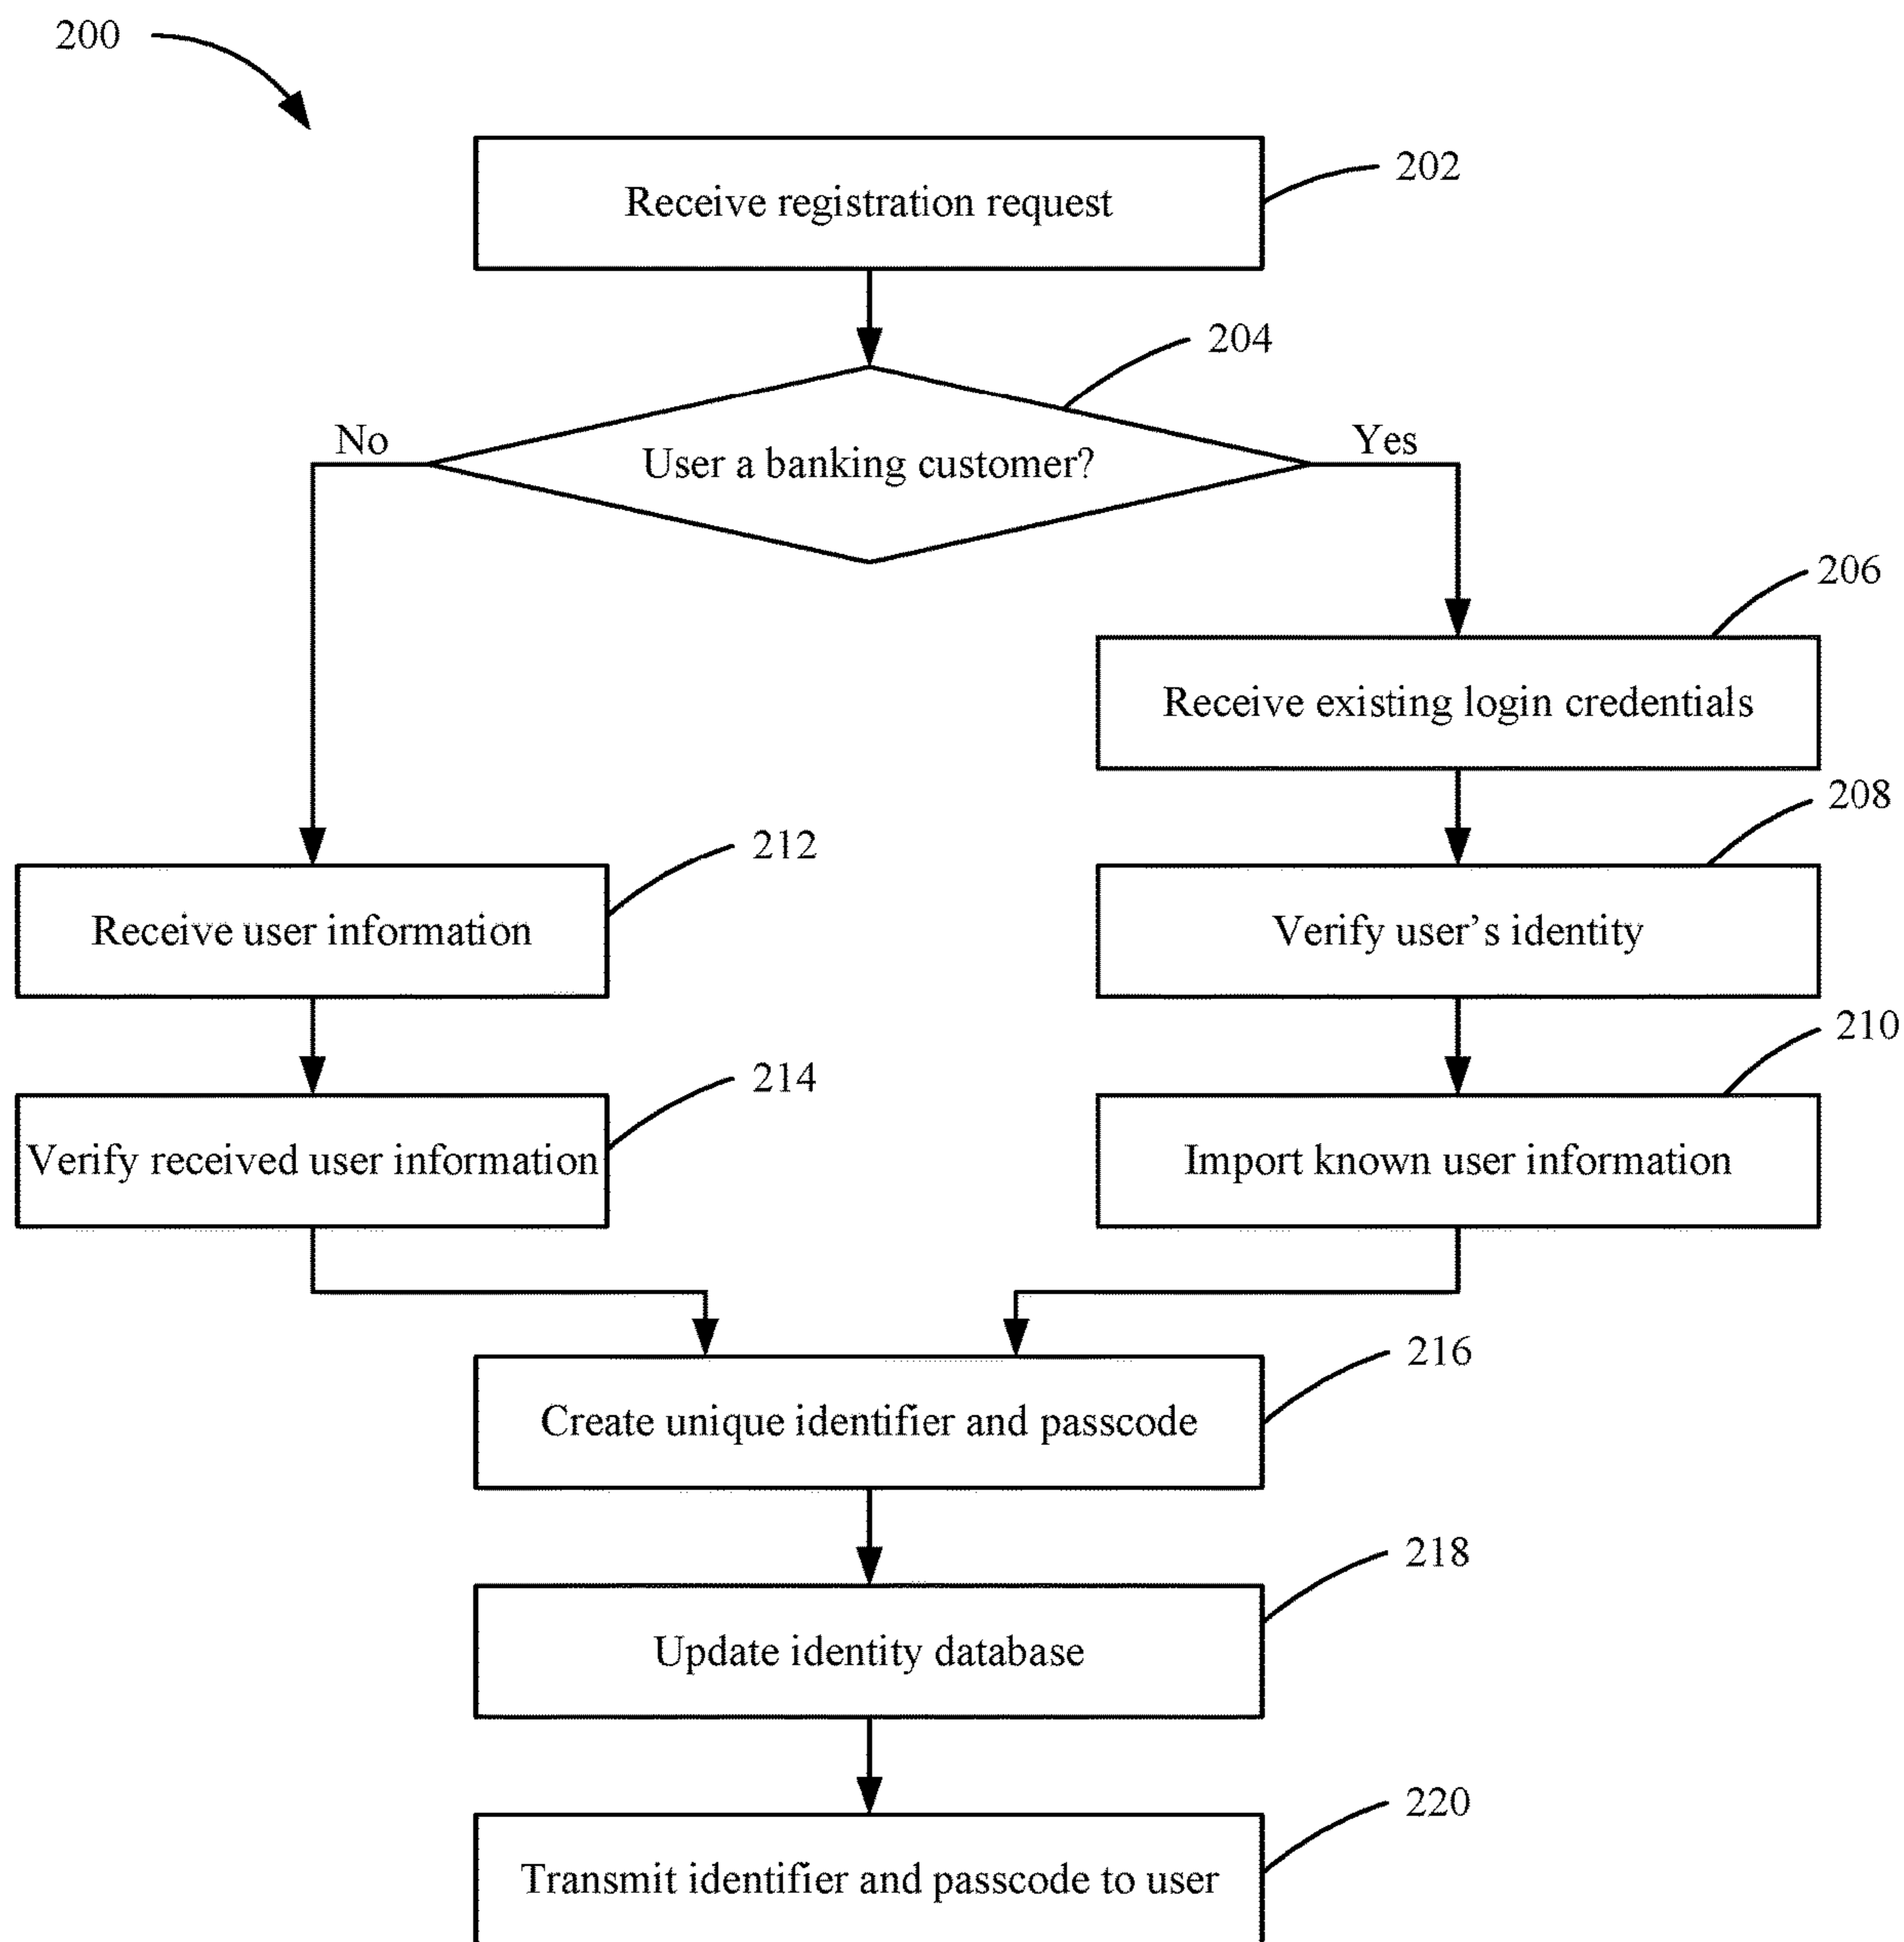 200
Receive registration request
202
204
User a banking customer?
No
Yes
206
Receive existing login credentials
208
212
Receive user information
Verify user’s identity
210
214
Verify received user information
Import known user information
216
Create unique identifier and passcode
218
Update identity database
220
Transmit identifier and passcode to user